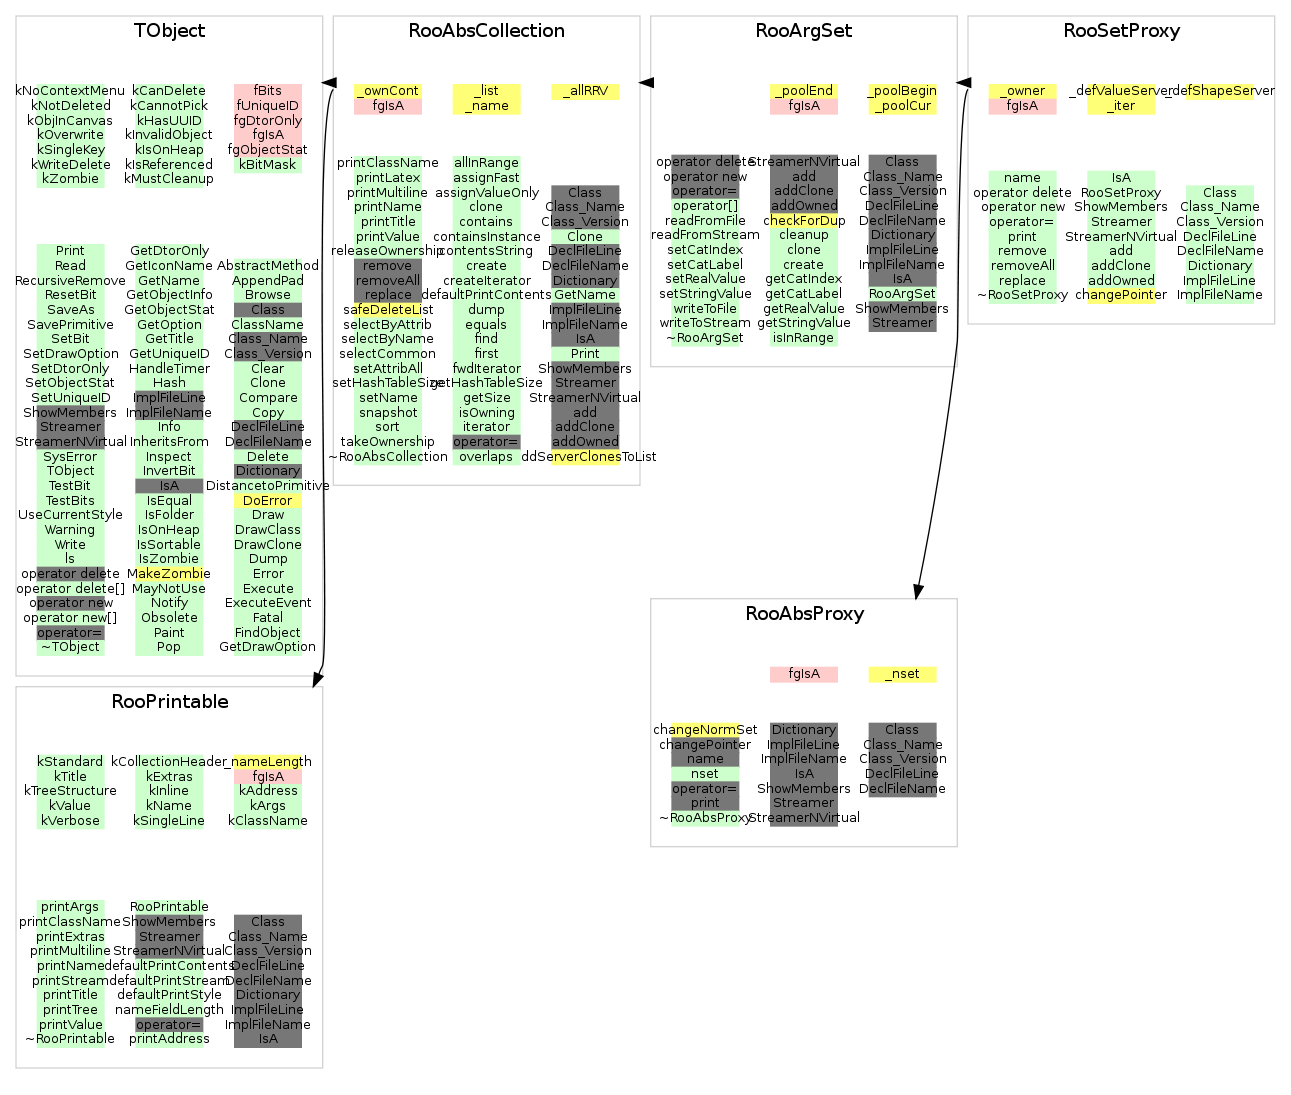 TObject
kNoContextMenu kCanDelete fBits
kNotDeleted kCannotPick fUniqueID
kObjInCanvas kHasUUID fgDtorOnly
kOverwrite kInvalidObject fgIsA
kSingleKey kIsOnHeap fgObjectStat
kWriteDelete kIsReferenced kBitMask
kZombie kMustCleanup
Print GetDtorOnly
Read GetIconName AbstractMethod
RecursiveRemove GetName AppendPad
ResetBit GetObjectInfo Browse
SaveAs GetObjectStat Class
SavePrimitive GetOption ClassName
SetBit GetTitle Class_Name
SetDrawOption GetUniqueID Class_Version
SetDtorOnly HandleTimer Clear
SetObjectStat Hash Clone
SetUniqueID ImplFileLine Compare
ShowMembers ImplFileName Copy
Streamer Info DeclFileLine
StreamerNVirtual InheritsFrom DeclFileName
SysError Inspect Delete
TObject InvertBit Dictionary
TestBit IsA DistancetoPrimitive
TestBits IsEqual DoError
UseCurrentStyle IsFolder Draw
Warning IsOnHeap DrawClass
Write IsSortable DrawClone
ls IsZombie Dump
operator delete MakeZombie Error
operator delete[] MayNotUse Execute
operator new Notify ExecuteEvent
operator new[] Obsolete Fatal
operator= Paint FindObject
~TObject Pop GetDrawOption
RooAbsCollection
_ownCont _list _allRRV
fgIsA _name
printClassName allInRange
printLatex assignFast
printMultiline assignValueOnly Class
printName clone Class_Name
printTitle contains Class_Version
printValue containsInstance Clone
releaseOwnership contentsString DeclFileLine
remove create DeclFileName
removeAll createIterator Dictionary
replace defaultPrintContents GetName
safeDeleteList dump ImplFileLine
selectByAttrib equals ImplFileName
selectByName find IsA
selectCommon first Print
setAttribAll fwdIterator ShowMembers
setHashTableSize getHashTableSize Streamer
setName getSize StreamerNVirtual
snapshot isOwning add
sort iterator addClone
takeOwnership operator= addOwned
~RooAbsCollection overlaps ddServerClonesToList
RooArgSet
_poolEnd _poolBegin
fgIsA _poolCur
operator delete StreamerNVirtual Class
operator new add Class_Name
operator= addClone Class_Version
operator[] addOwned DeclFileLine
readFromFile checkForDup DeclFileName
readFromStream cleanup Dictionary
setCatIndex clone ImplFileLine
setCatLabel create ImplFileName
setRealValue getCatIndex IsA
setStringValue getCatLabel RooArgSet
writeToFile getRealValue ShowMembers
writeToStream getStringValue Streamer
~RooArgSet isInRange
RooSetProxy
_owner _defValueServer _defShapeServer
fgIsA _iter
name IsA
operator delete RooSetProxy Class
operator new ShowMembers Class_Name
operator= Streamer Class_Version
print StreamerNVirtual DeclFileLine
remove add DeclFileName
removeAll addClone Dictionary
replace addOwned ImplFileLine
~RooSetProxy changePointer ImplFileName
RooAbsProxy
fgIsA _nset
changeNormSet Dictionary Class
changePointer ImplFileLine Class_Name
name ImplFileName Class_Version
nset IsA DeclFileLine
operator= ShowMembers DeclFileName
print Streamer
~RooAbsProxy StreamerNVirtual
RooPrintable
kStandard kCollectionHeader _nameLength
kTitle kExtras fgIsA
kTreeStructure kInline kAddress
kValue kName kArgs
kVerbose kSingleLine kClassName
printArgs RooPrintable
printClassName ShowMembers Class
printExtras Streamer Class_Name
printMultiline StreamerNVirtual Class_Version
printName defaultPrintContents DeclFileLine
printStream defaultPrintStream DeclFileName
printTitle defaultPrintStyle Dictionary
printTree nameFieldLength ImplFileLine
printValue operator= ImplFileName
~RooPrintable printAddress IsA